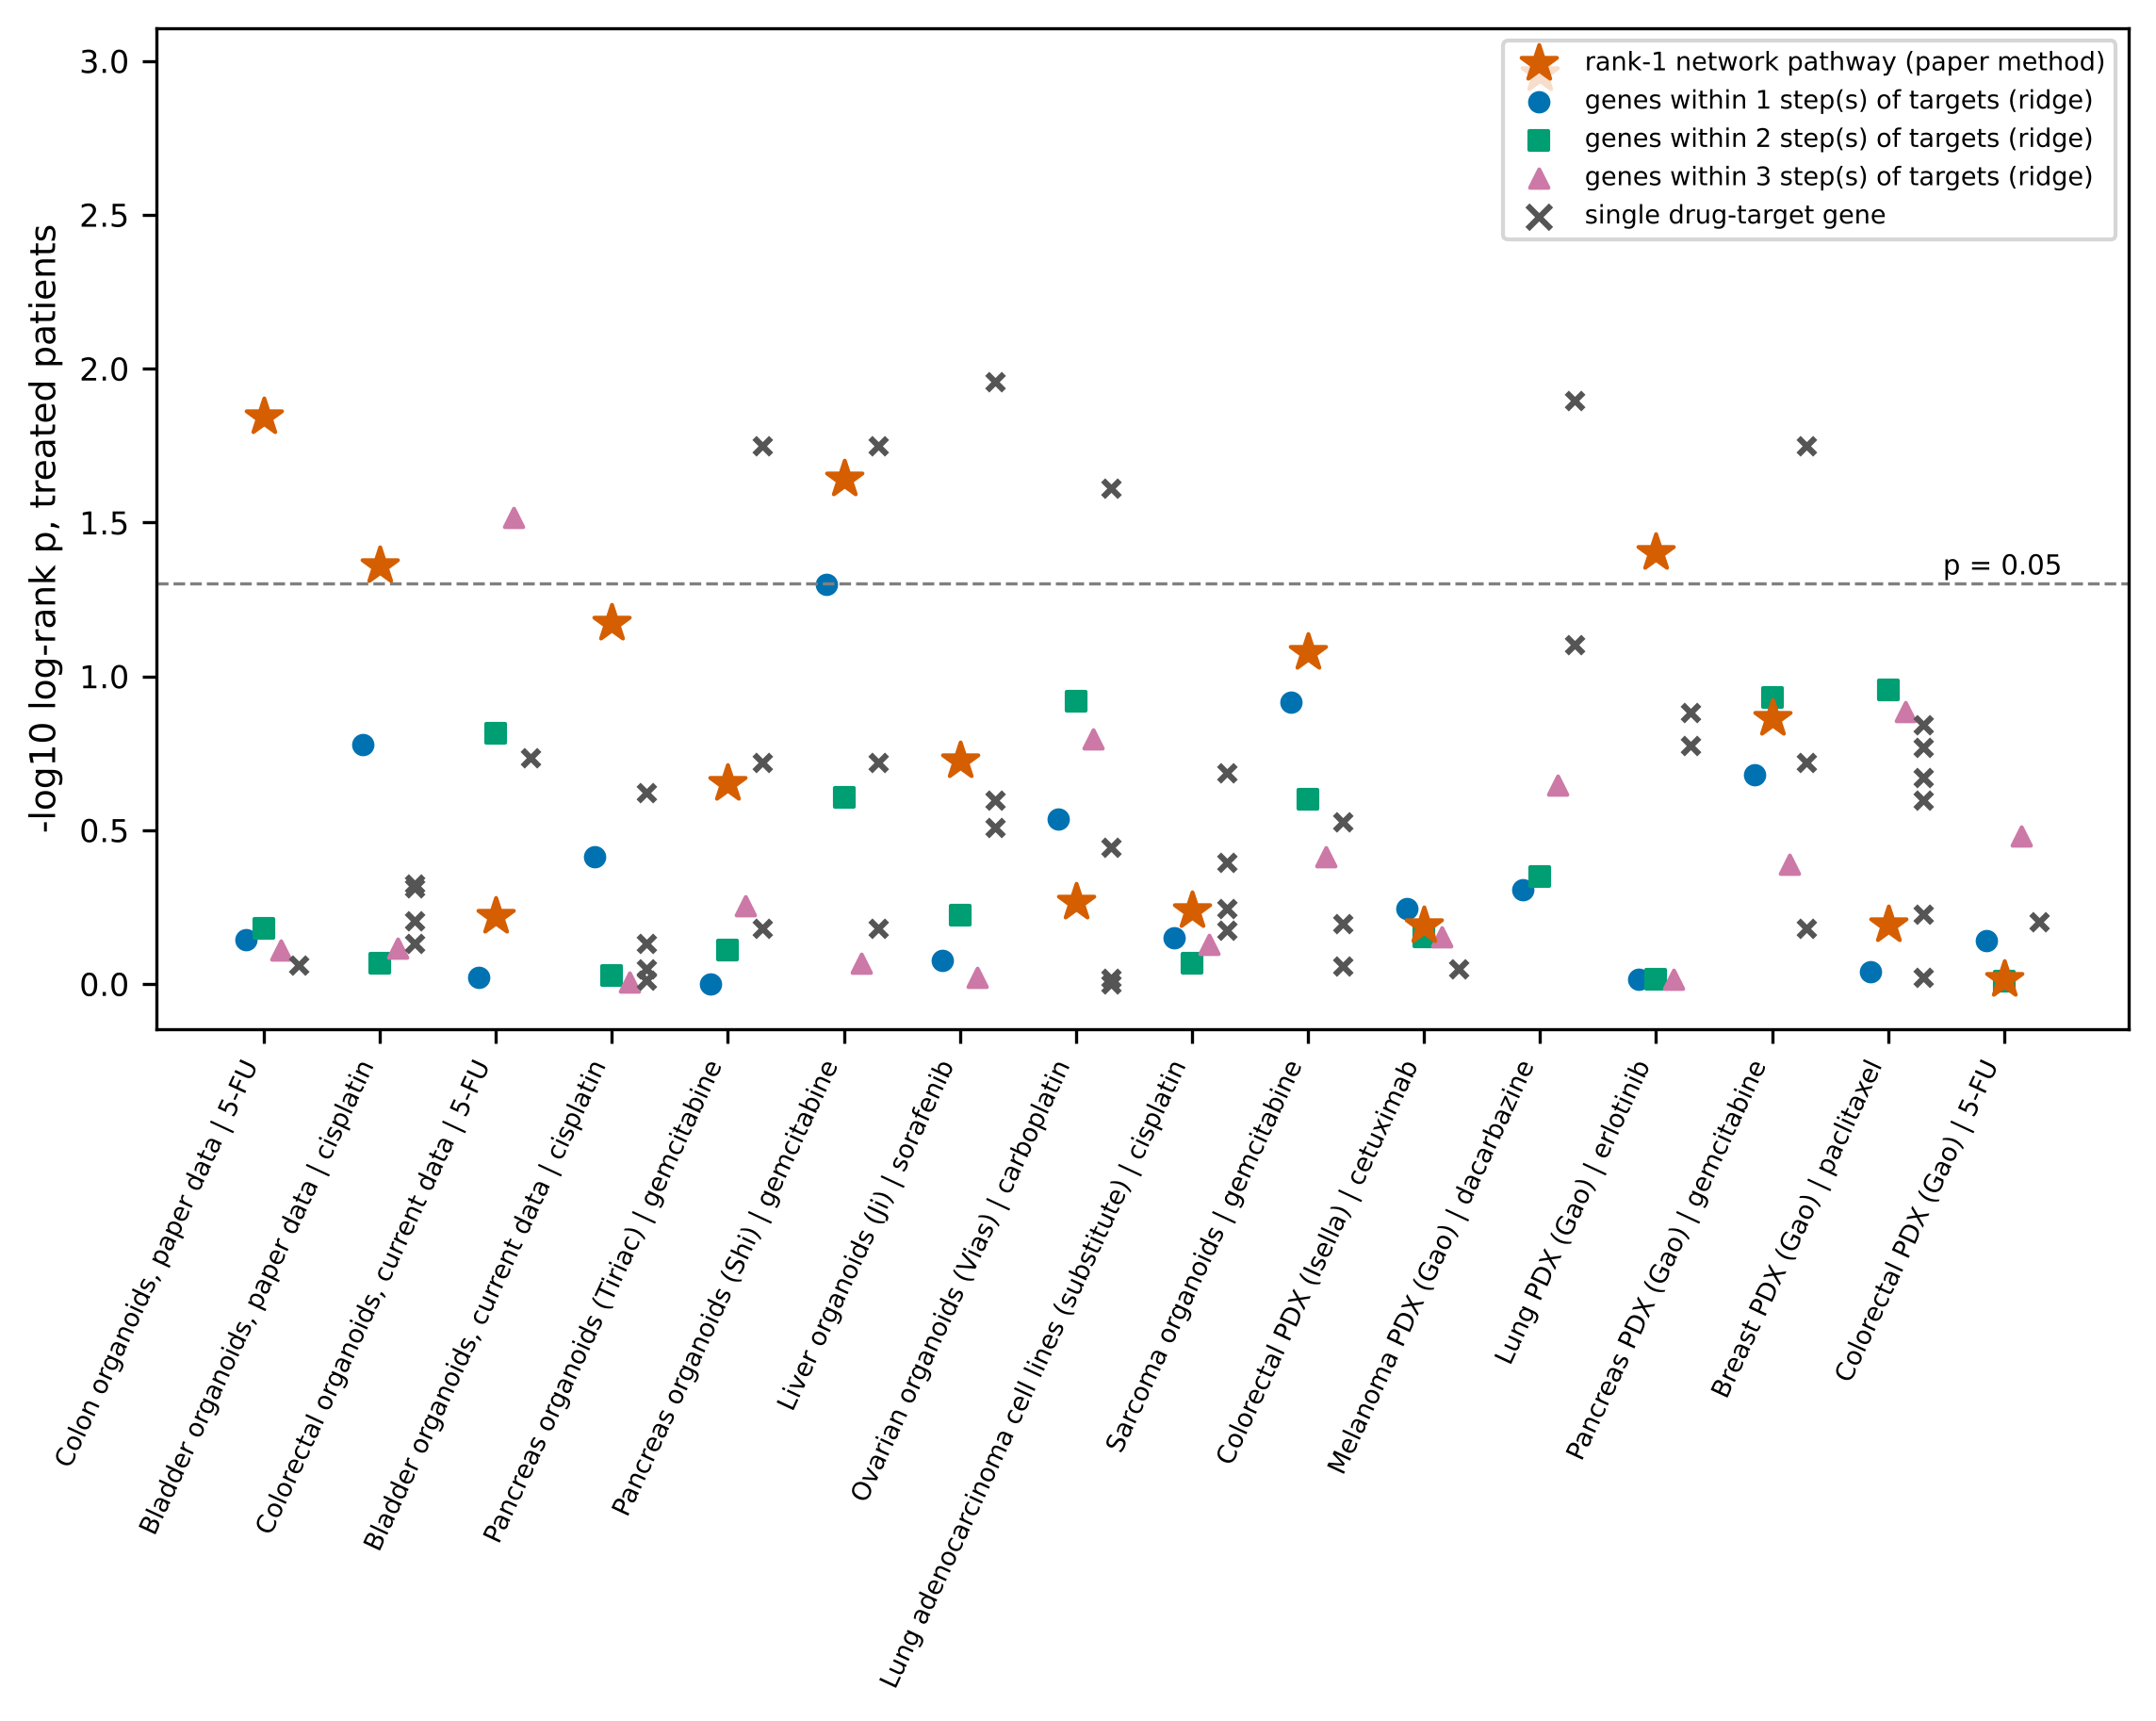 -log10 log-rank p, treated patients
3.0
2.5
2.0
1.5
1.0
0.5
0.0
rank-1 network pathway (paper method)
genes within 1 step(s) of targets (ridge)
genes within 2 step(s) of targets (ridge)
genes within 3 step(s) of targets (ridge)
single drug-target gene
p = 0.05
Colon organoids, paper data | 5-FU
Bladder organoids, paper data | cisplatin
Colorectal organoids, current data | 5-FU
Bladder organoids, current data | cisplatin
Pancreas organoids (Tiriac) | gemcitabine
Pancreas organoids (Shi) | gemcitabine
Liver organoids (Ji) | sorafenib
Ovarian organoids (Vias) | carboplatin
Lung adenocarcinoma cell lines (substitute) | cisplatin
Sarcoma organoids | gemcitabine
Colorectal PDX (Isella) | cetuximab
Melanoma PDX (Gao) | dacarbazine
Lung PDX (Gao) | erlotinib
Pancreas PDX (Gao) | gemcitabine
Breast PDX (Gao) | paclitaxel
Colorectal PDX (Gao) | 5-FU